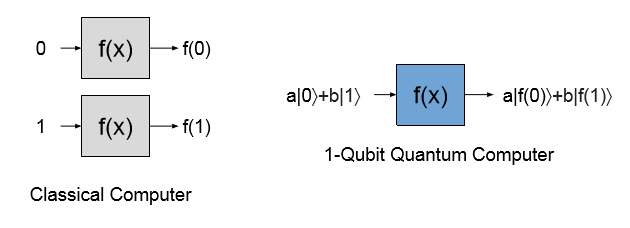 0 f(x) f(0)
1 f(x) f(1)
Classical Computer
a|0⟩+b|1⟩ f(x) a|f(0)⟩+b|f(1)⟩
1-Qubit Quantum Computer